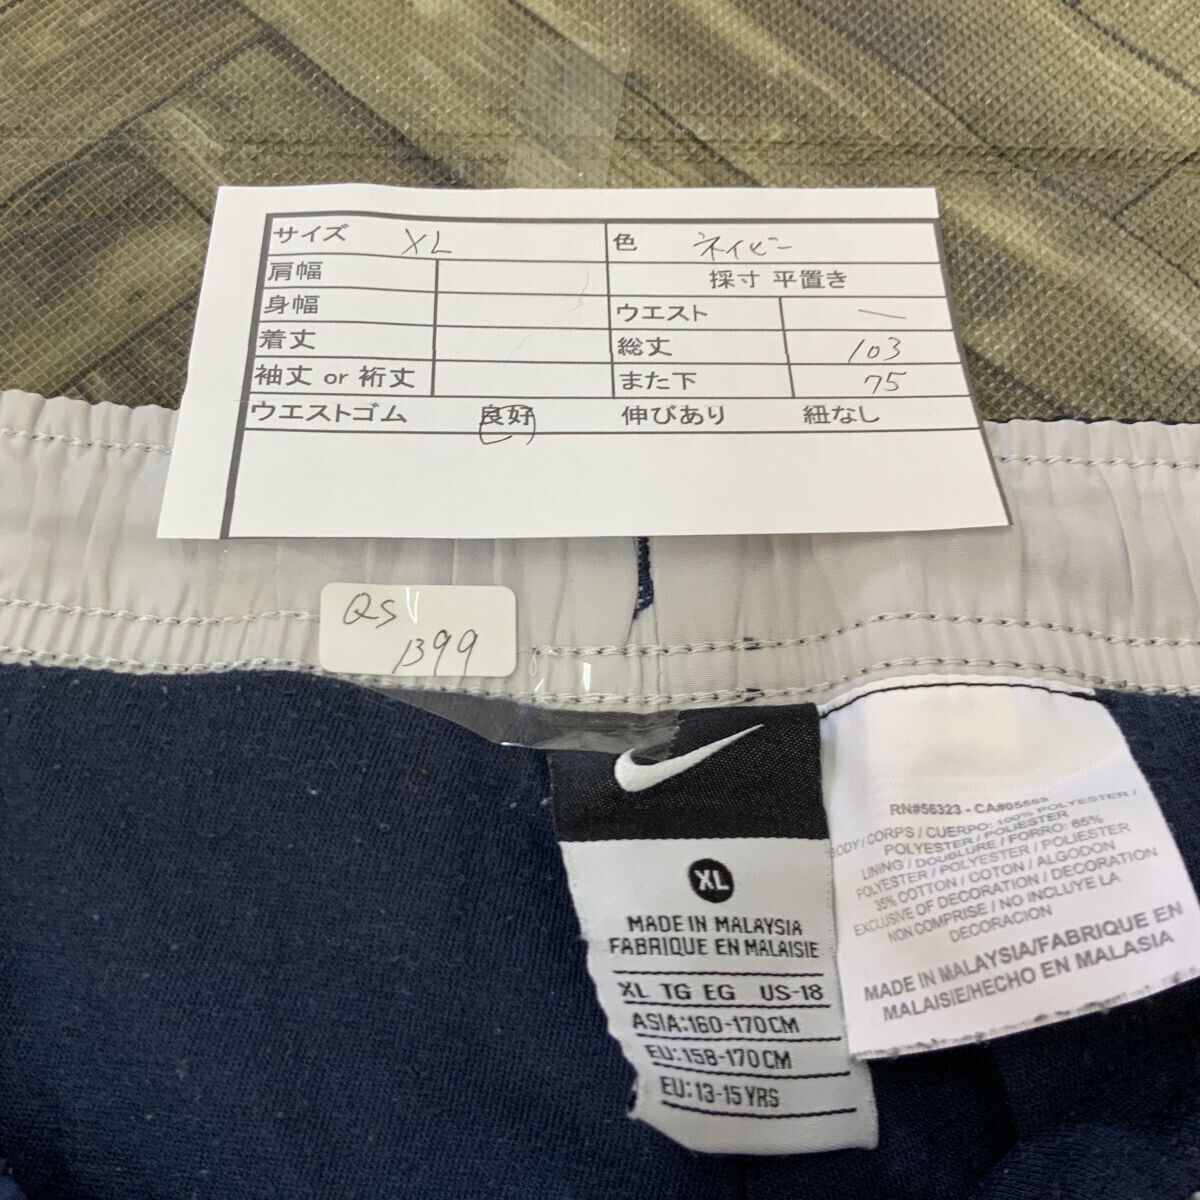 サイズ XL 色 ネイビー
肩幅 採寸 平置き
身幅 ウエスト —
着丈 総丈 103
袖丈 or 裄丈 また下 75
ウエストゴム 良好 伸びあり 紐なし
QS
1399
XL
MADE IN MALAYSIA
FABRIQUE EN MALAISIE
XL TG EG US-18
ASIA:160-170CM
EU:158-170CM
EU:13-15YRS
RN#56323 - CA#05553
BODY / CORPS / CUERPO: 100% POLYESTER /
POLYESTER / POLIESTER
LINING / DOUBLURE / FORRO: 65%
POLYESTER / POLYESTER / POLIESTER
35% COTTON / COTON / ALGODON
EXCLUSIVE OF DECORATION / DECORATION
NON COMPRISE / NO INCLUYE LA
DECORACION
MADE IN MALAYSIA/FABRIQUE EN
MALAISIE/HECHO EN MALASIA